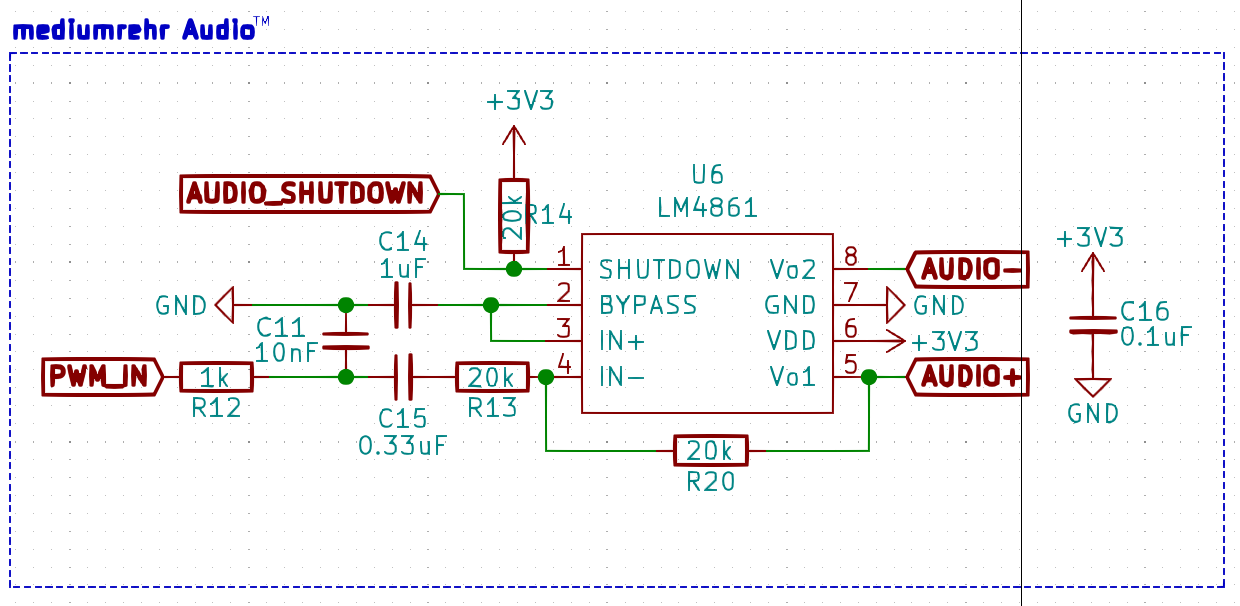 mediumrehr Audio™
+3V3
AUDIO_SHUTDOWN
20k
R14
U6
LM4861
C14
1uF
1
SHUTDOWN
Vo2
8
AUDIO-
+3V3
GND
2
BYPASS
GND
7
GND
C16
0.1uF
C11
10nF
3
IN+
VDD
6
+3V3
PWM_IN
1k
R12
C15
0.33uF
20k
R13
4
IN-
Vo1
5
AUDIO+
GND
20k
R20